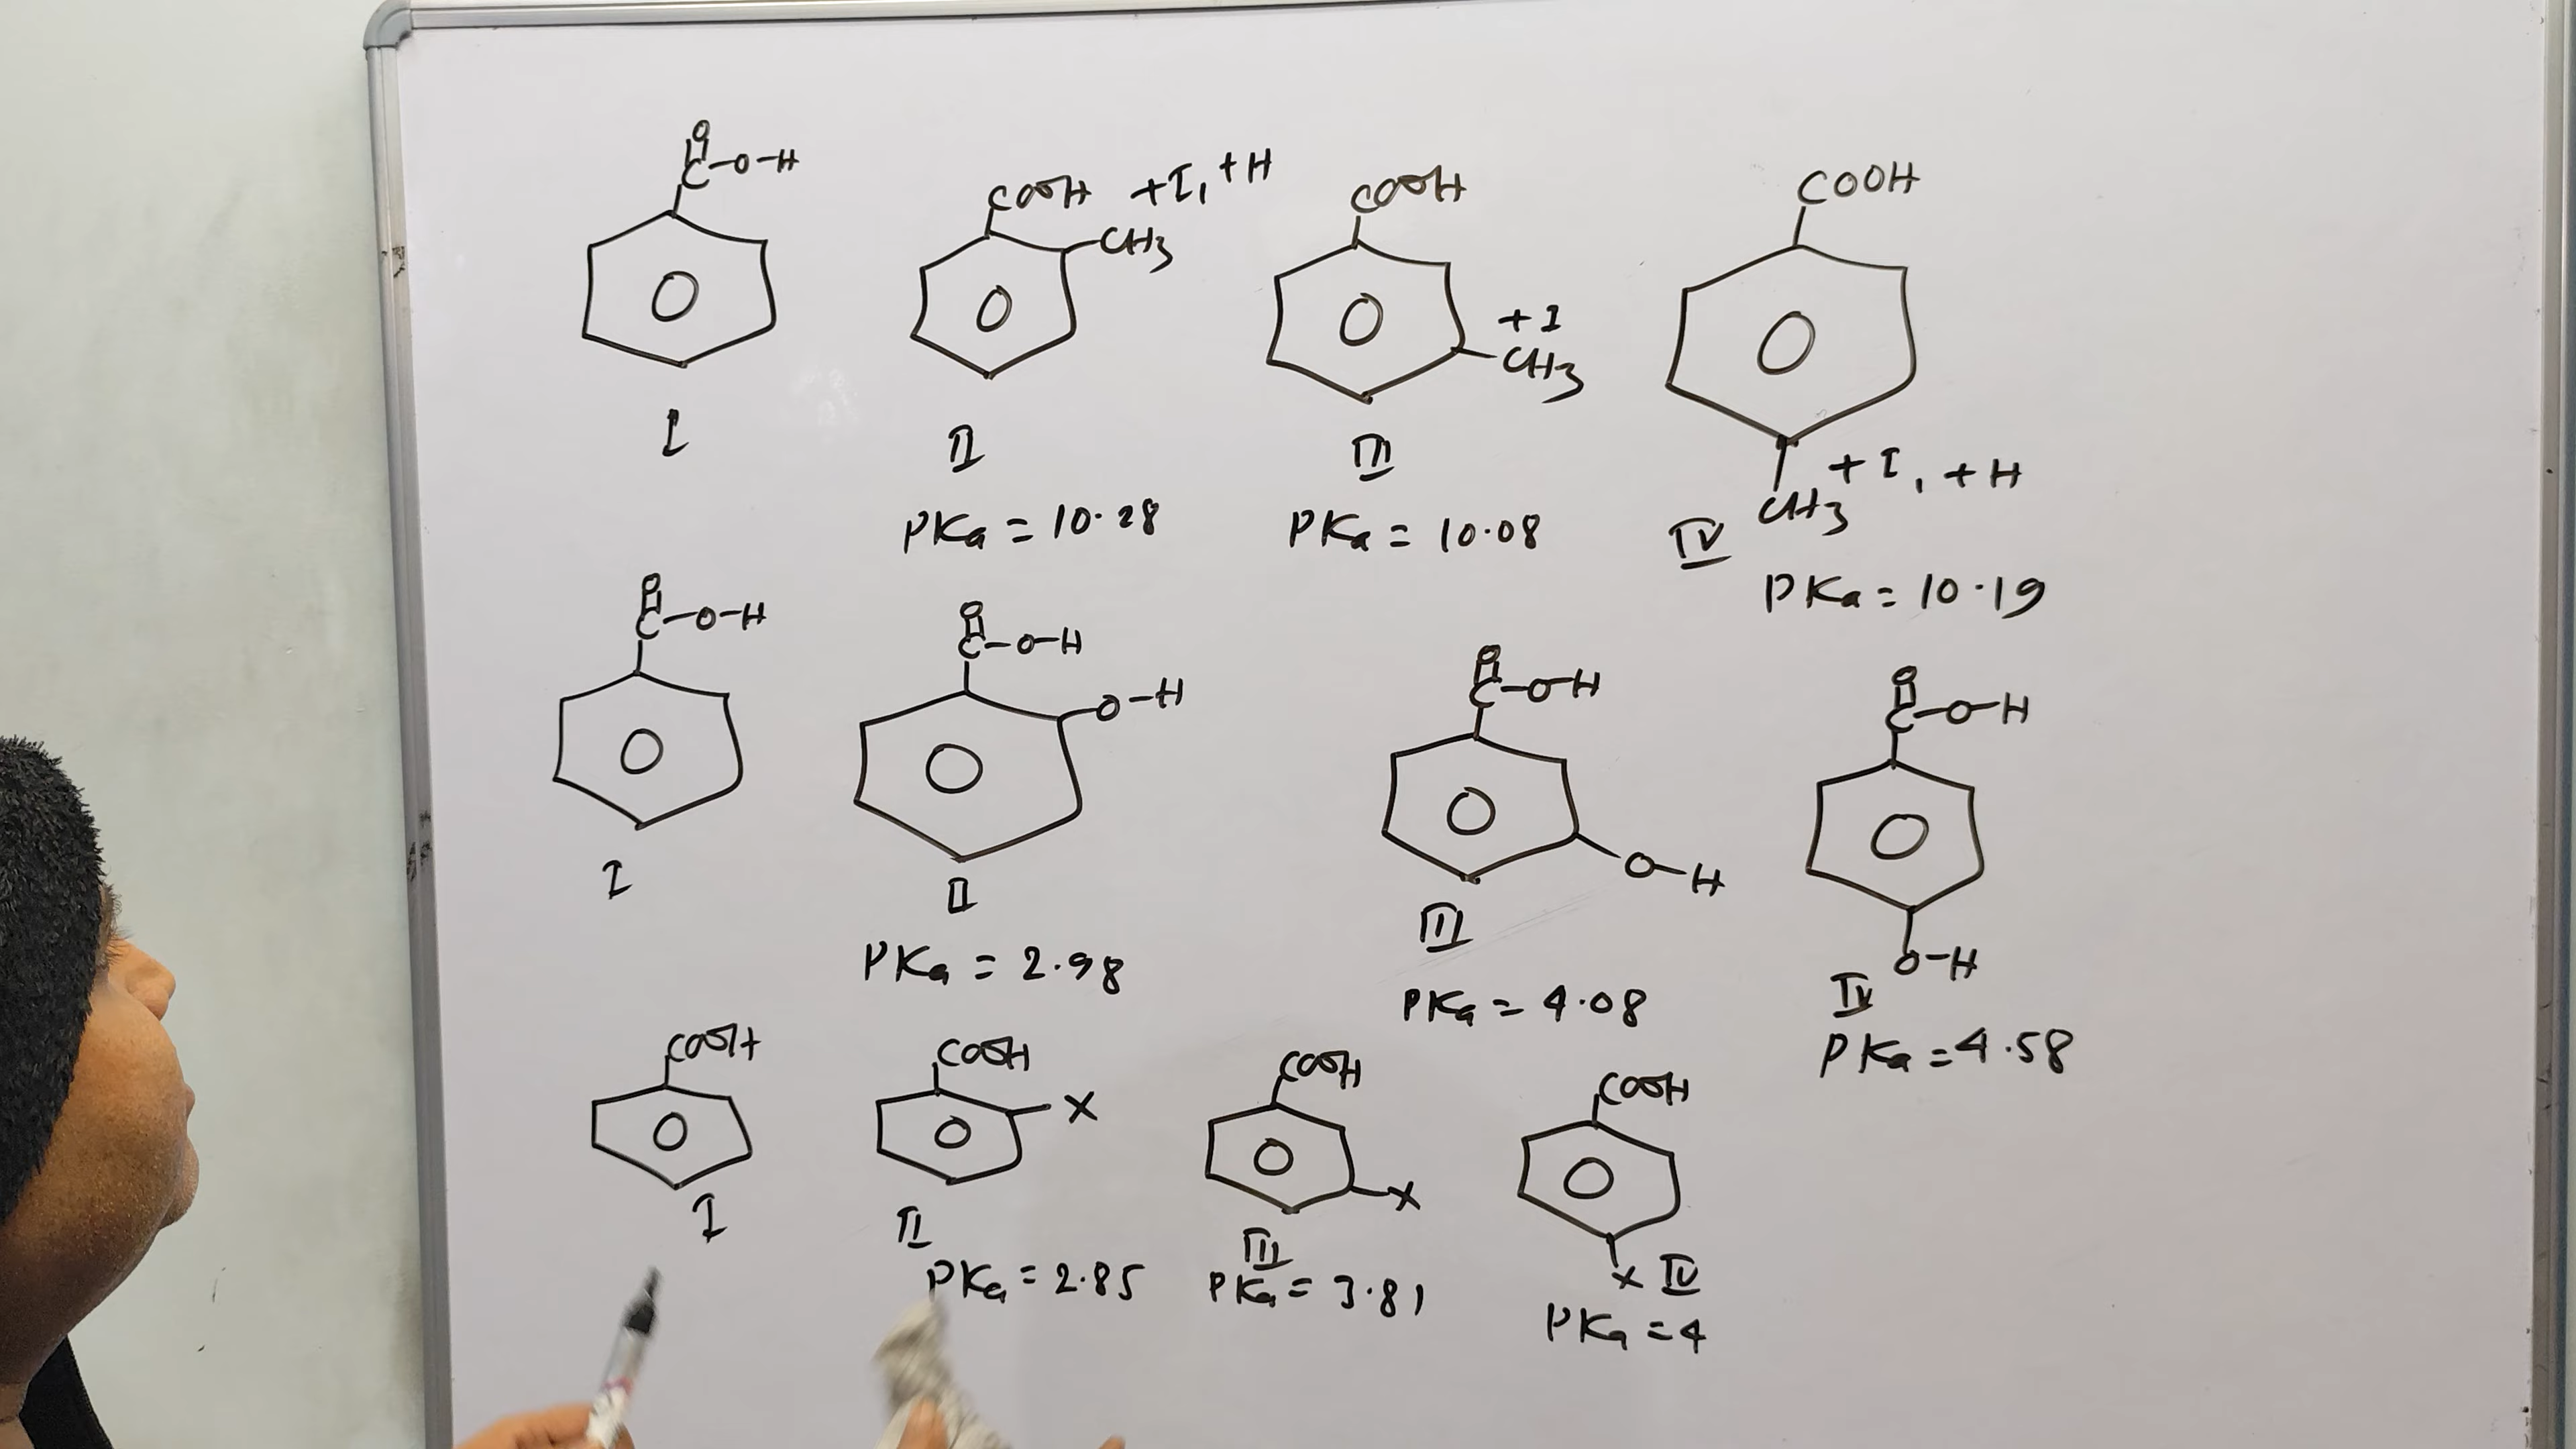 O
C-O-H
COOH +I, +H
CH3
COOH
+I
CH3
COOH
+I, +H
CH3
I
II
III
IV
PKa = 10.28
PKa = 10.08
PKa = 10.19
O
C-O-H
O
C-O-H
O-H
O
C-O-H
O-H
O
C-O-H
O-H
I
II
III
IV
PKa = 2.98
PKa = 4.08
PKa = 4.58
COOH
COOH
X
COOH
X
COOH
X
I
II
III
IV
PKa = 2.85
PKa = 3.81
PKa = 4